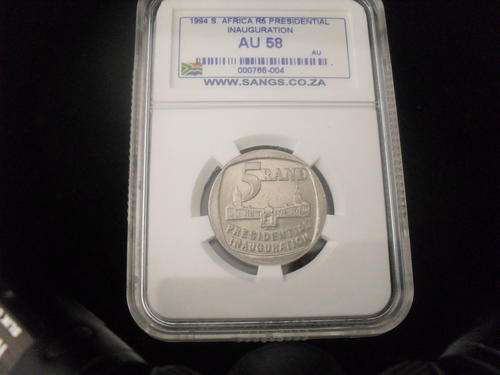 1994 S. AFRICA R5 PRESIDENTIAL
INAUGURATION
AU 58
AU
000766-004
WWW.SANGS.CO.ZA
5 RAND
PRESIDENTIAL
INAUGURATION